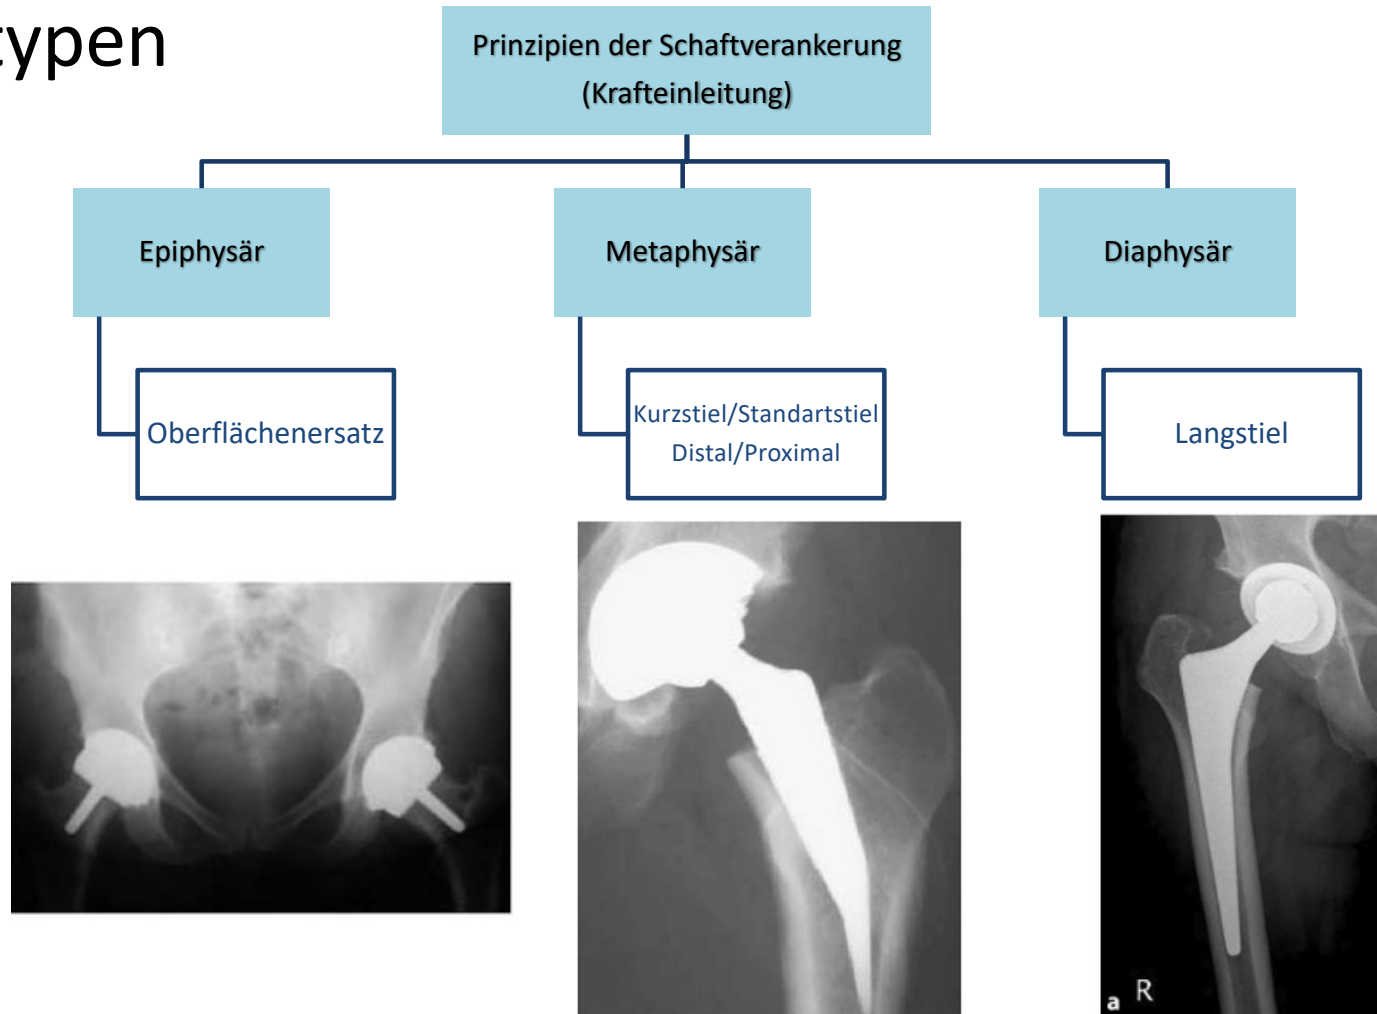 typen
Prinzipien der Schaftverankerung
(Krafteinleitung)
Epiphysär
Metaphysär
Diaphysär
Oberflächenersatz
Kurzstiel/Standartstiel
Distal/Proximal
Langstiel
a R